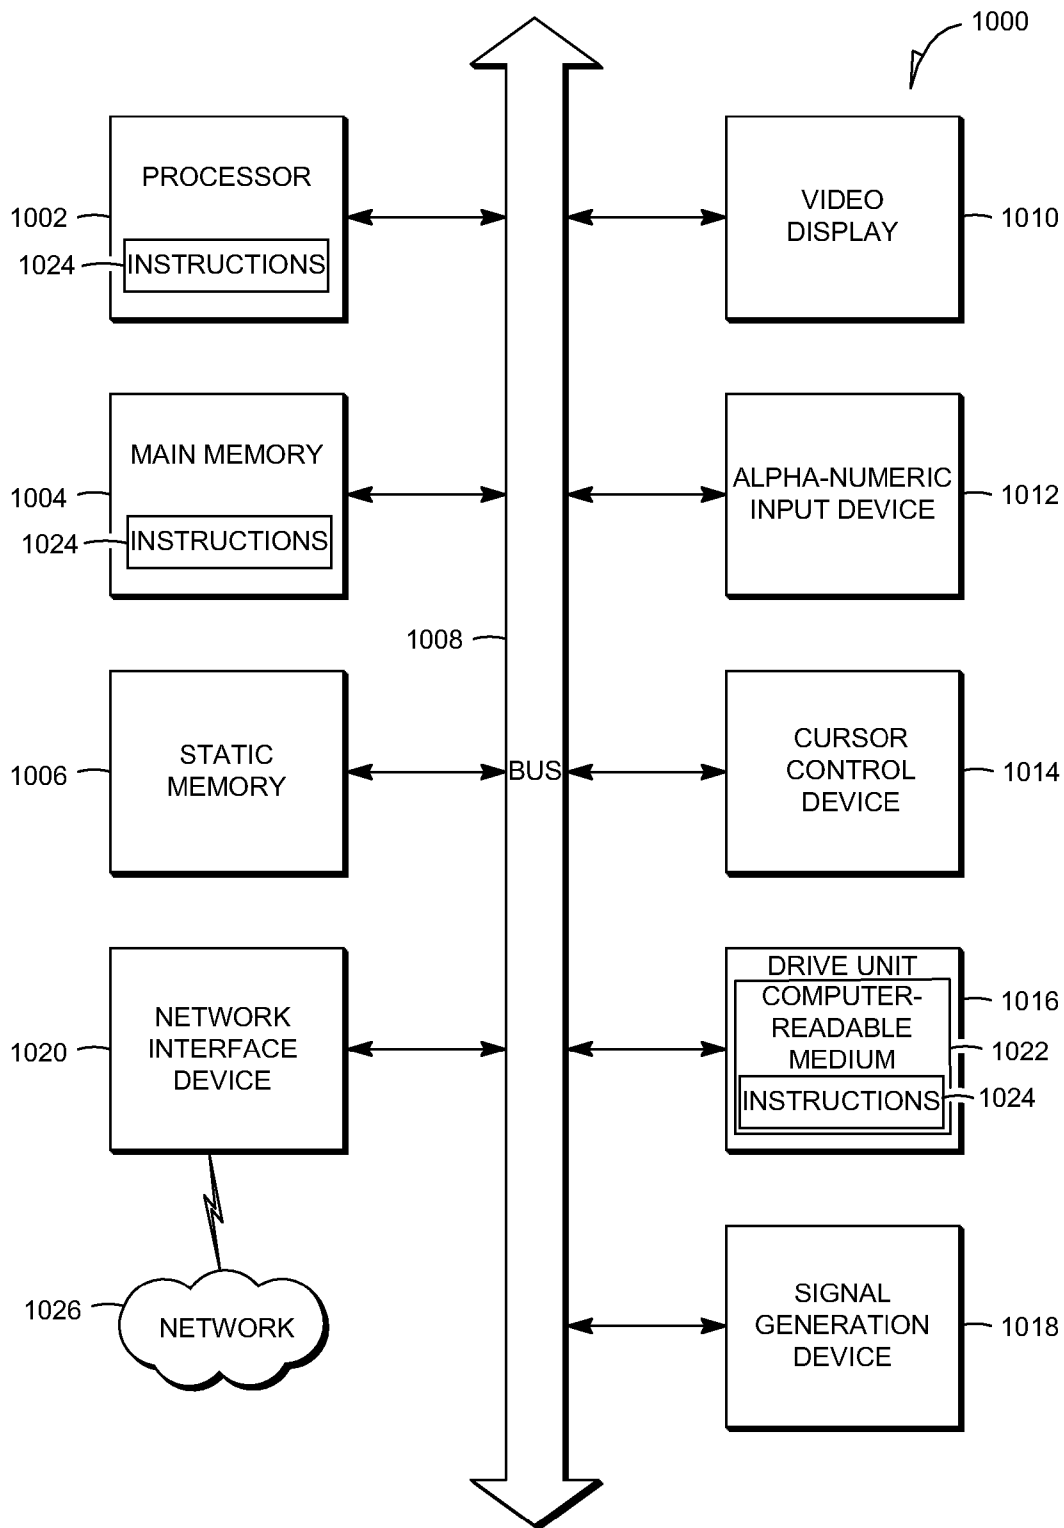 1000
PROCESSOR
1002
1024
INSTRUCTIONS
VIDEO
DISPLAY
1010
MAIN MEMORY
1004
1024
INSTRUCTIONS
ALPHA-NUMERIC
INPUT DEVICE
1012
1008
STATIC
MEMORY
1006
BUS
CURSOR
CONTROL
DEVICE
1014
NETWORK
INTERFACE
DEVICE
1020
DRIVE UNIT
1016
COMPUTER-
READABLE
MEDIUM
1022
INSTRUCTIONS
1024
1026
NETWORK
SIGNAL
GENERATION
DEVICE
1018